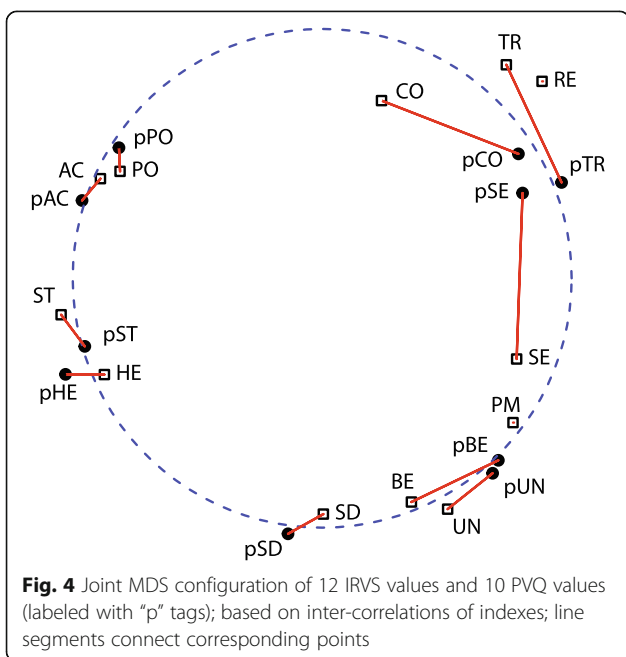 TR
RE
CO
pPO
AC
PO
pCO
pTR
pAC
pSE
ST
pST
SE
HE
pHE
PM
pBE
BE
pUN
SD
UN
pSD
Fig. 4 Joint MDS configuration of 12 IRVS values and 10 PVQ values
(labeled with “p” tags); based on inter-correlations of indexes; line
segments connect corresponding points